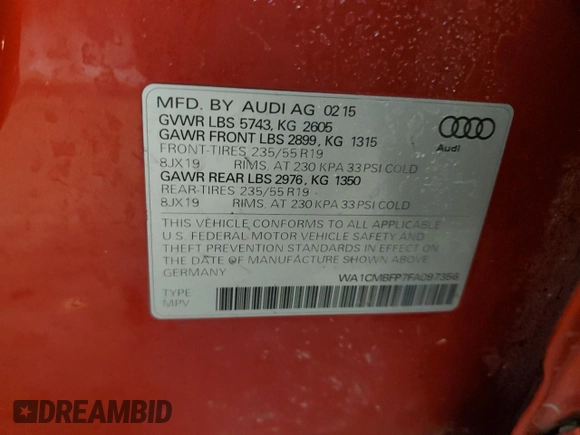 MFD. BY AUDI AG 02 15
GVWR LBS 5743, KG 2605
GAWR FRONT LBS 2899, KG 1315
FRONT-TIRES 235/55 R19
8JX19 RIMS, AT 230 KPA 33 PSI COLD
GAWR REAR LBS 2976, KG 1350
REAR-TIRES 235/55 R19
8JX19 RIMS, AT 230 KPA 33 PSI COLD
Audi
THIS VEHICLE CONFORMS TO ALL APPLICABLE
U.S. FEDERAL MOTOR VEHICLE SAFETY AND
THEFT PREVENTION STANDARDS IN EFFECT ON
THE DATE OF MANUFACTURE SHOWN ABOVE
GERMANY WA1CMBFP7FA097356
TYPE
MPV
DREAMBID